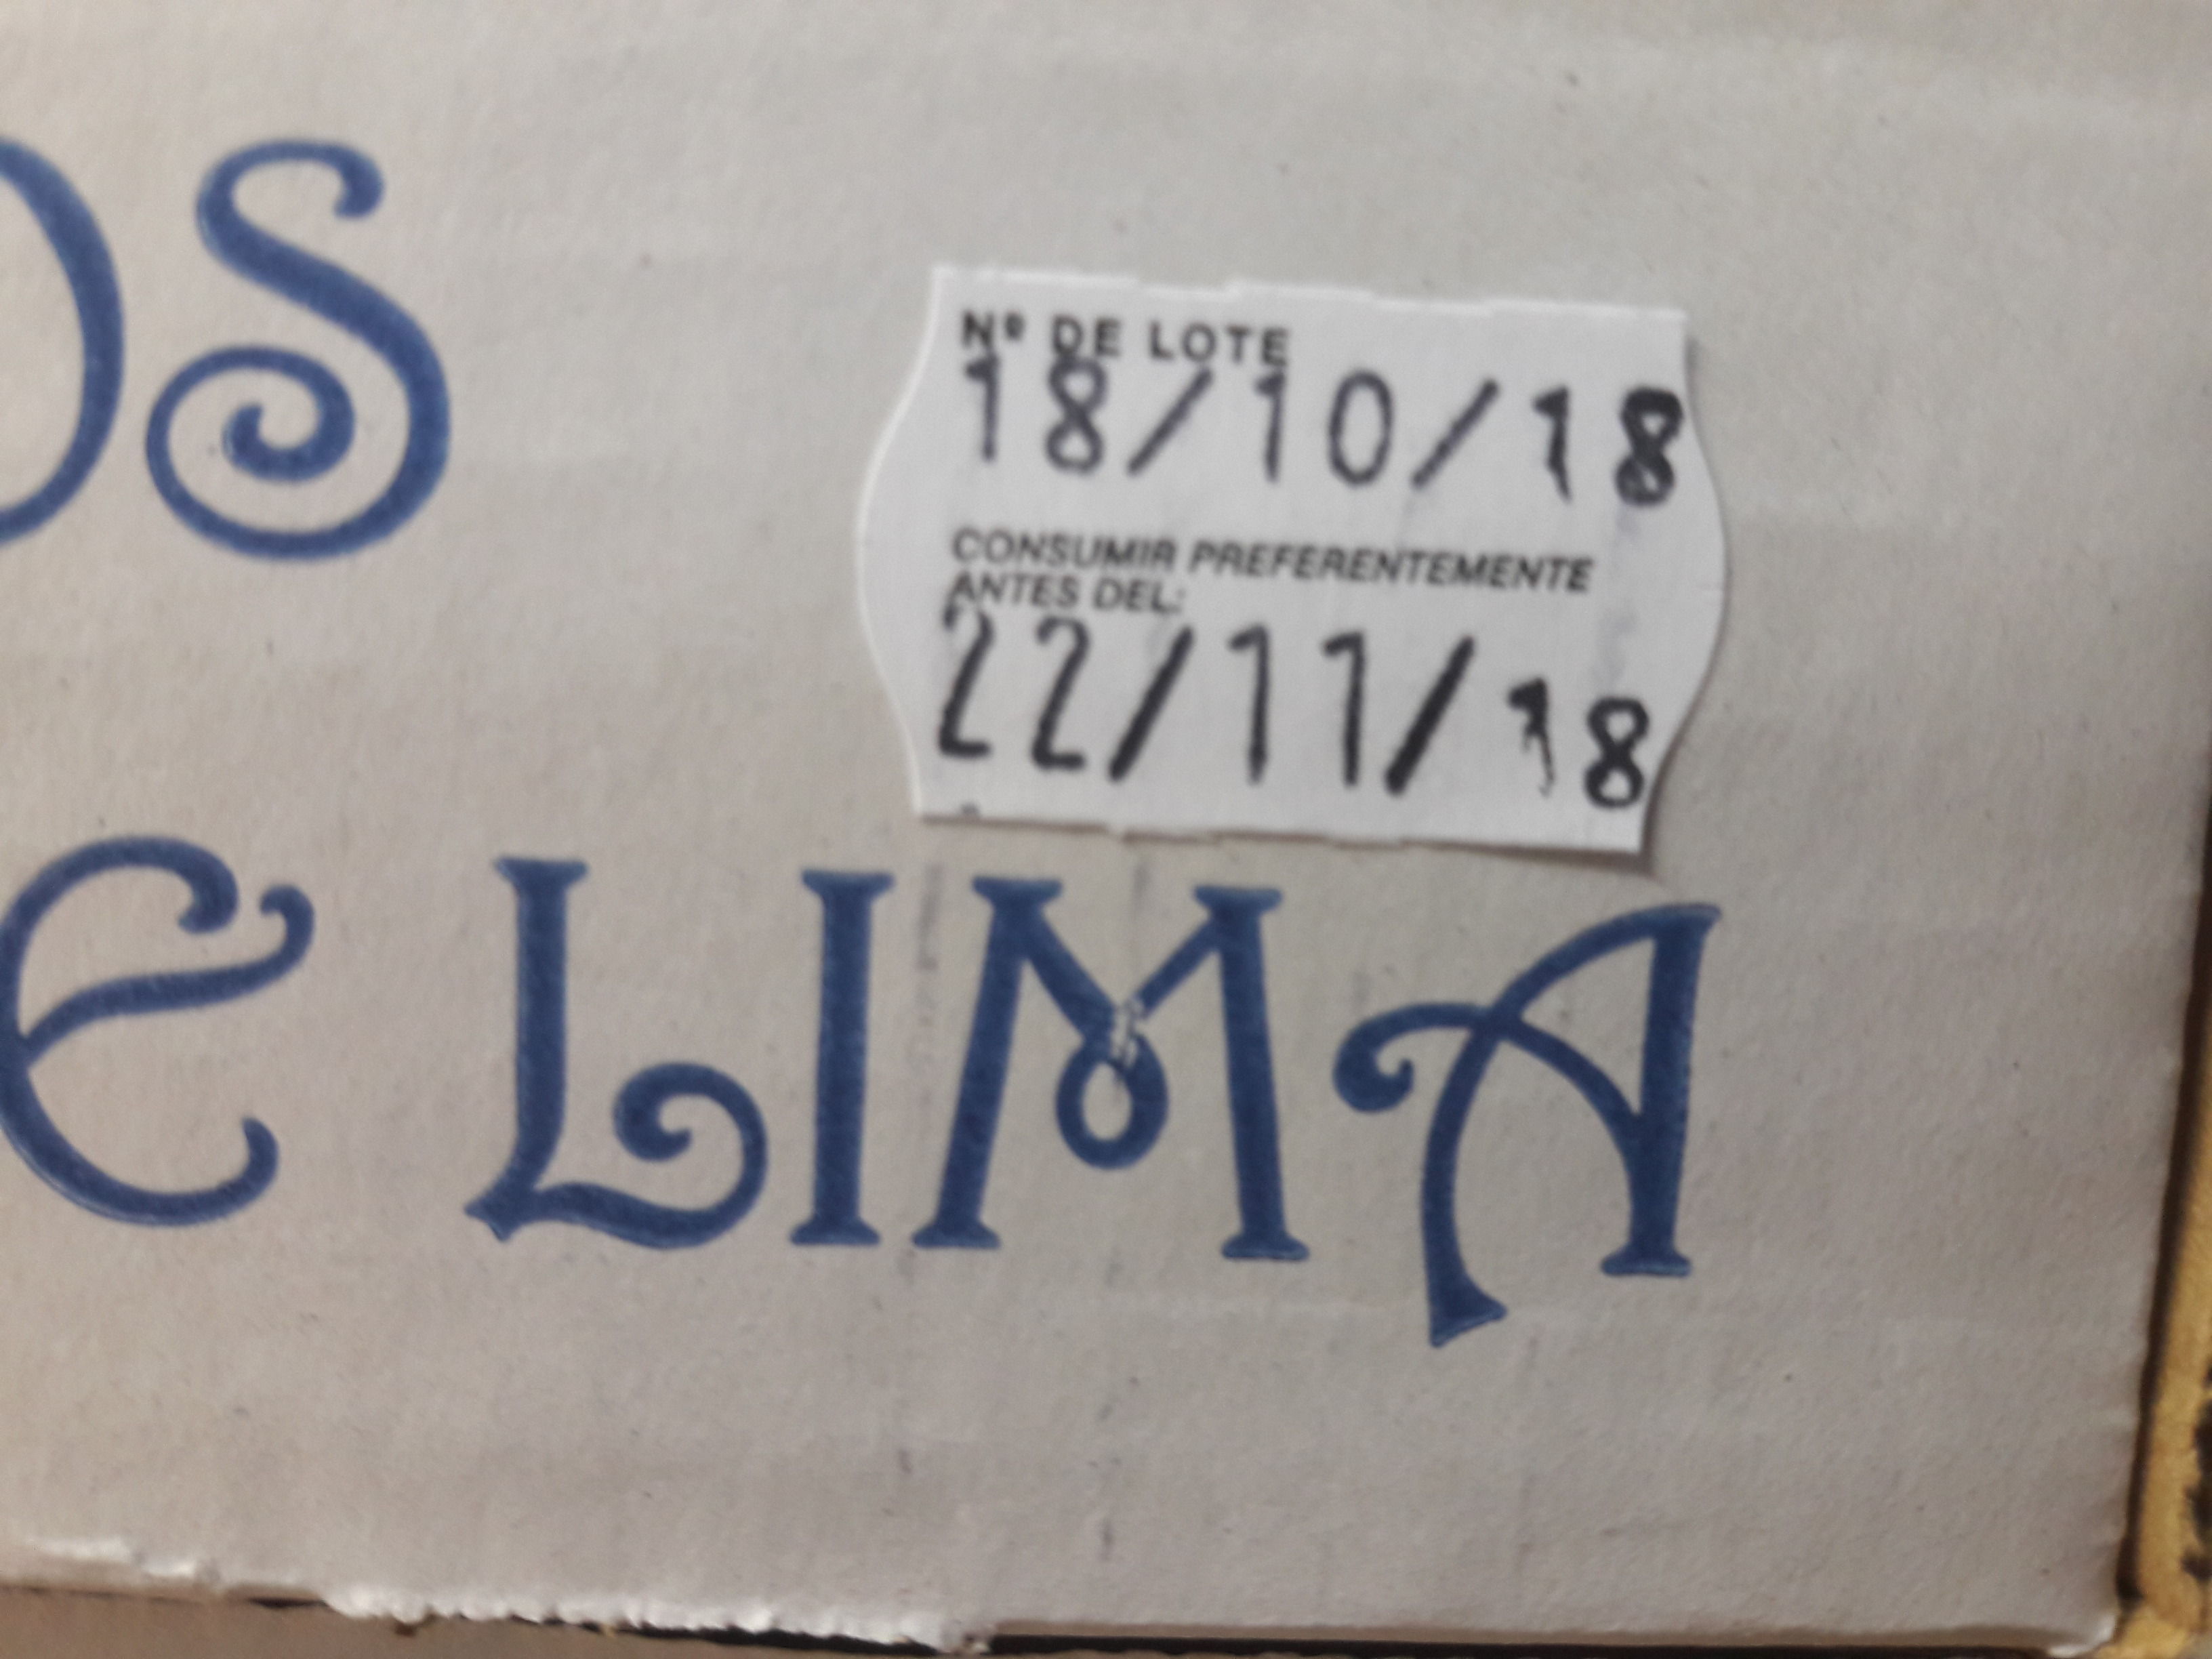 OS
Nº DE LOTE
18/10/18
CONSUMIR PREFERENTEMENTE
ANTES DEL:
22/11/18
E LIMA